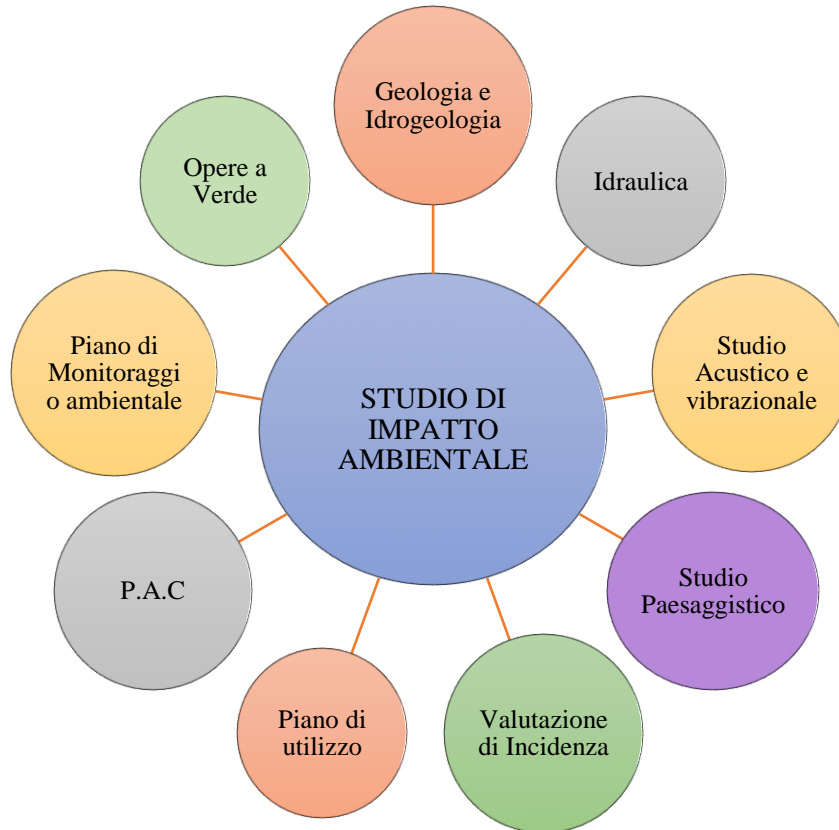 Geologia e
Idrogeologia
Idraulica
Studio
Acustico e
vibrazionale
Studio
Paesaggistico
Valutazione
di Incidenza
Piano di
utilizzo
P.A.C
Piano di
Monitoraggi
o ambientale
Opere a
Verde
STUDIO DI
IMPATTO
AMBIENTALE